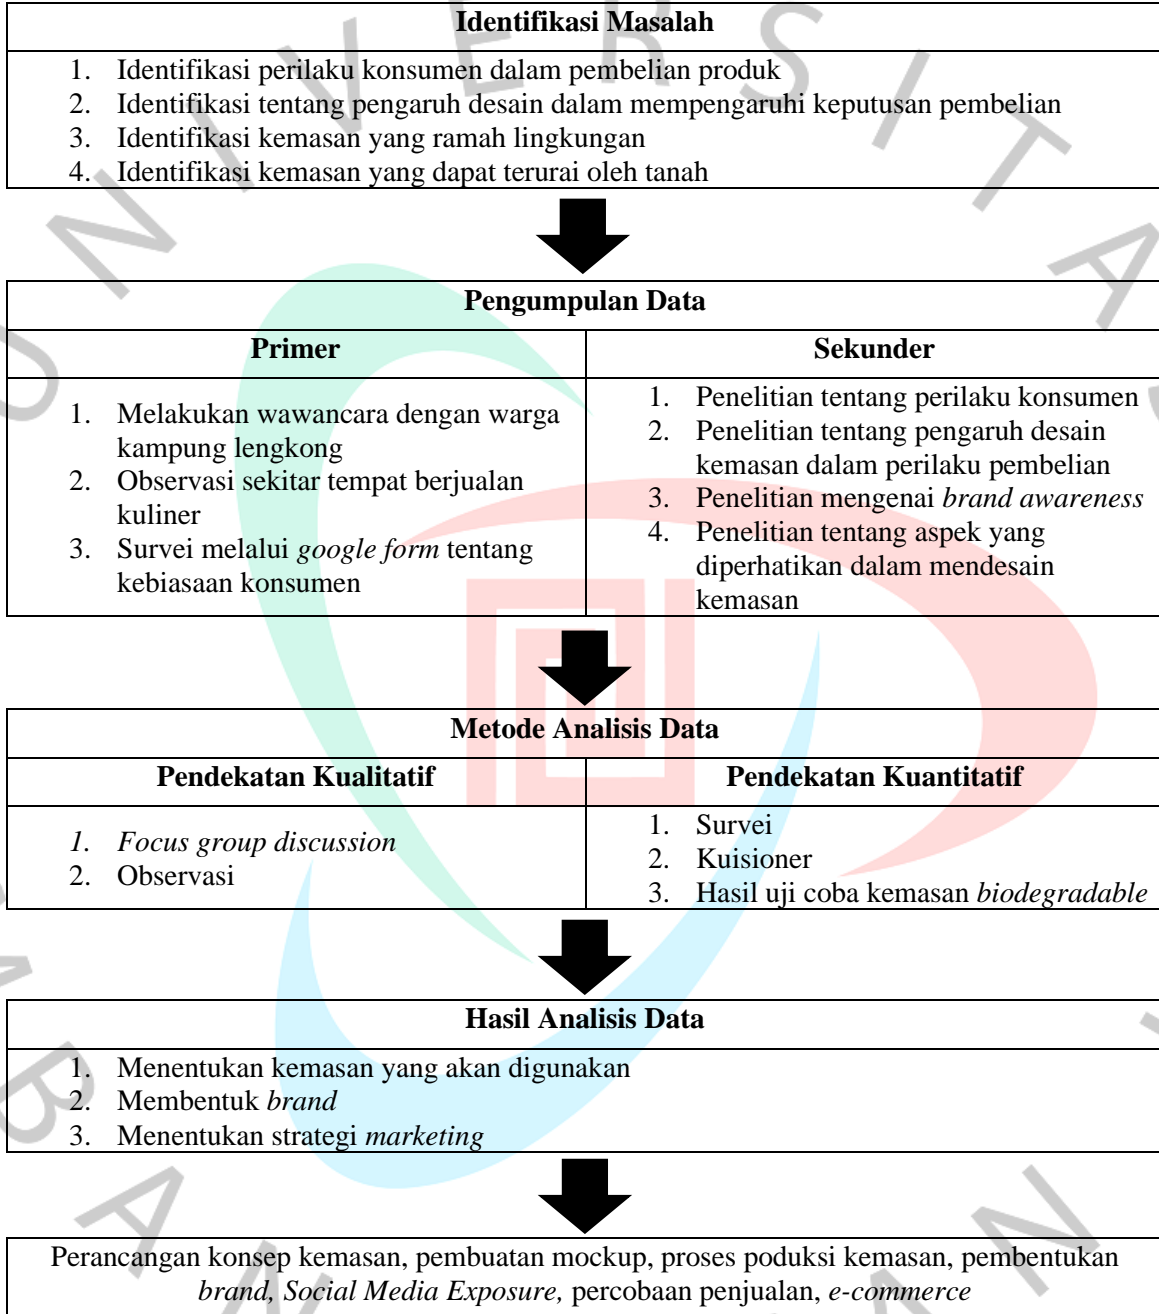 Identifikasi Masalah
1. Identifikasi perilaku konsumen dalam pembelian produk
2. Identifikasi tentang pengaruh desain dalam mempengaruhi keputusan pembelian
3. Identifikasi kemasan yang ramah lingkungan
4. Identifikasi kemasan yang dapat terurai oleh tanah
Pengumpulan Data
Primer
1. Melakukan wawancara dengan warga
kampung lengkong
2. Observasi sekitar tempat berjualan
kuliner
3. Survei melalui google form tentang
kebiasaan konsumen
Sekunder
1. Penelitian tentang perilaku konsumen
2. Penelitian tentang pengaruh desain
kemasan dalam perilaku pembelian
3. Penelitian mengenai brand awareness
4. Penelitian tentang aspek yang
diperhatikan dalam mendesain
kemasan
Metode Analisis Data
Pendekatan Kualitatif
1. Focus group discussion
2. Observasi
Pendekatan Kuantitatif
1. Survei
2. Kuisioner
3. Hasil uji coba kemasan biodegradable
Hasil Analisis Data
1. Menentukan kemasan yang akan digunakan
2. Membentuk brand
3. Menentukan strategi marketing
Perancangan konsep kemasan, pembuatan mockup, proses poduksi kemasan, pembentukan
brand, Social Media Exposure, percobaan penjualan, e-commerce
UNIVERSITAS